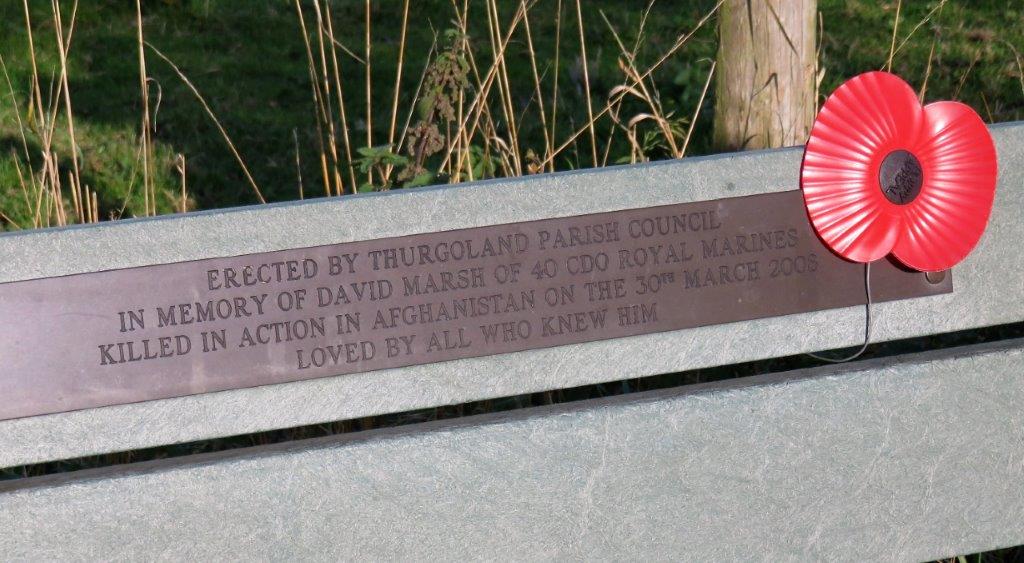 ERECTED BY THURGOLAND PARISH COUNCIL
IN MEMORY OF DAVID MARSH OF 40 CDO ROYAL MARINES
KILLED IN ACTION IN AFGHANISTAN ON THE 30TH MARCH 2008
LOVED BY ALL WHO KNEW HIM